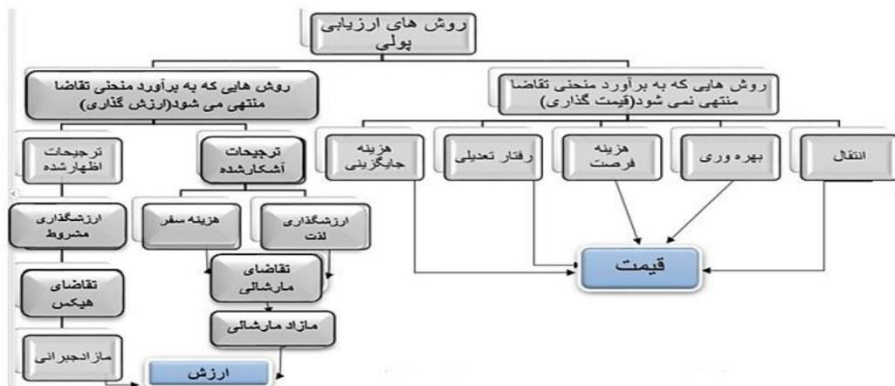 روش های ارزیابی
پولی
روش هایی که به برآورد منحنی تقاضا
منتهی نمی شود(قیمت گذاری)
روش هایی که به برآورد منحنی تقاضا
منتهی می شود(ارزش گذاری)
انتقال
بهره وری
هزینه
فرصت
رفتار تعدیلی
هزینه
جایگزینی
ترجیحات
آشکارشده
ترجیحات
اظهارشده
ارزشگذاری
لذت
هزینه سفر
ارزشگذاری
مشروط
قیمت
تقاضای
مارشالی
تقاضای
هیکس
مازاد مارشالی
مازادجبرانی
ارزش